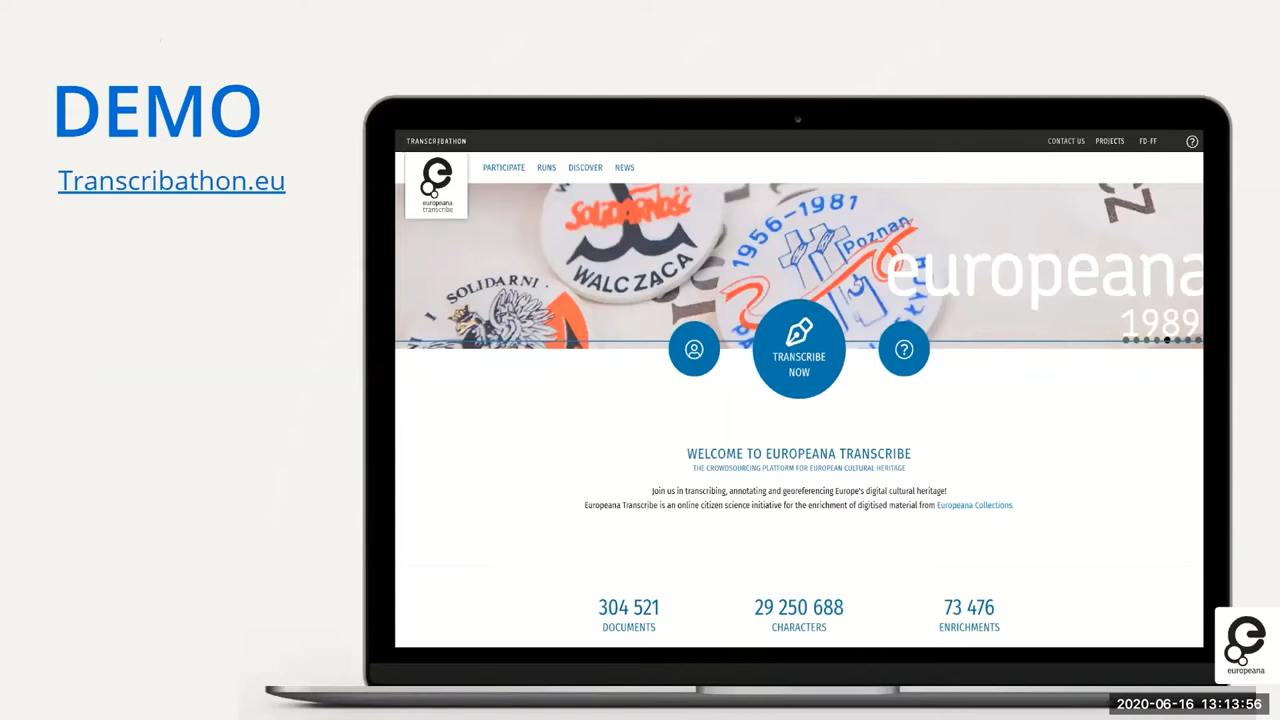 DEMO
Transcribathon.eu
TRANSCRIBATHON
CONTACT US PROJECTS FD-FF
europeana
transcribe
PARTICIPATE RUNS DISCOVER NEWS
SOLIDARNOŚĆ
WALCZACA
1956-1981
Poznan
SOLIDARNI
europeana
1989
TRANSCRIBE
NOW
WELCOME TO EUROPEANA TRANSCRIBE
THE CROWDSOURCING PLATFORM FOR EUROPEAN CULTURAL HERITAGE
Join us in transcribing, annotating and georeferencing Europe's digital cultural heritage!
Europeana Transcribe is an online citizen science initiative for the enrichment of digitised material from Europeana Collections.
304 521 29 250 688 73 476
DOCUMENTS CHARACTERS ENRICHMENTS
europeana
2020-06-16 13:13:56